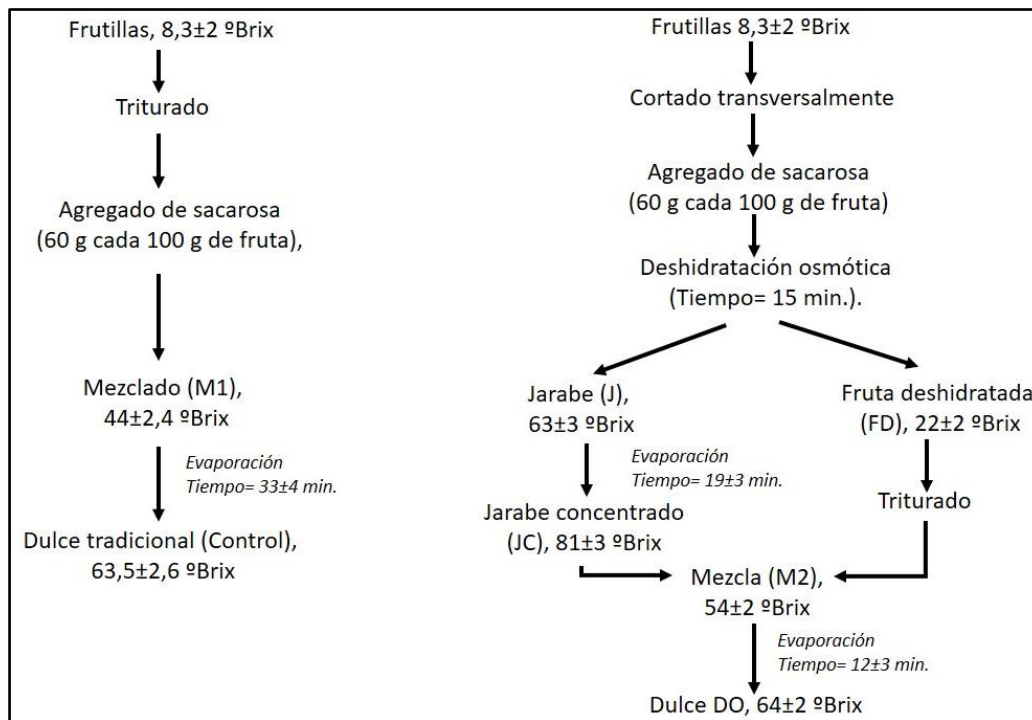 Frutillas, 8,3±2 ºBrix
Triturado
Agregado de sacarosa
(60 g cada 100 g de fruta),
Mezclado (M1),
44±2,4 ºBrix
Evaporación
Tiempo= 33±4 min.
Dulce tradicional (Control),
63,5±2,6 ºBrix
Frutillas 8,3±2 ºBrix
Cortado transversalmente
Agregado de sacarosa
(60 g cada 100 g de fruta)
Deshidratación osmótica
(Tiempo= 15 min.).
Jarabe (J),
63±3 ºBrix
Evaporación
Tiempo= 19±3 min.
Jarabe concentrado
(JC), 81±3 ºBrix
Fruta deshidratada
(FD), 22±2 ºBrix
Triturado
Mezcla (M2),
54±2 ºBrix
Evaporación
Tiempo= 12±3 min.
Dulce DO, 64±2 ºBrix